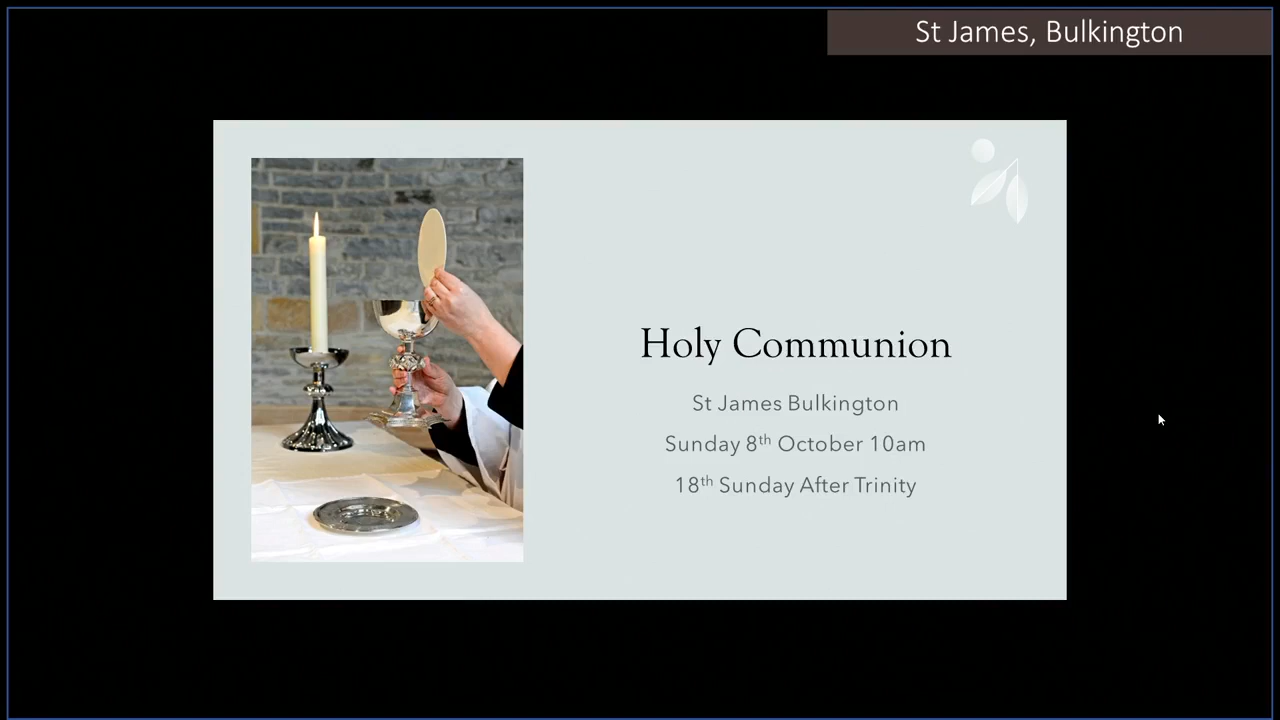 St James, Bulkington
Holy Communion
St James Bulkington
Sunday 8th October 10am
18th Sunday After Trinity